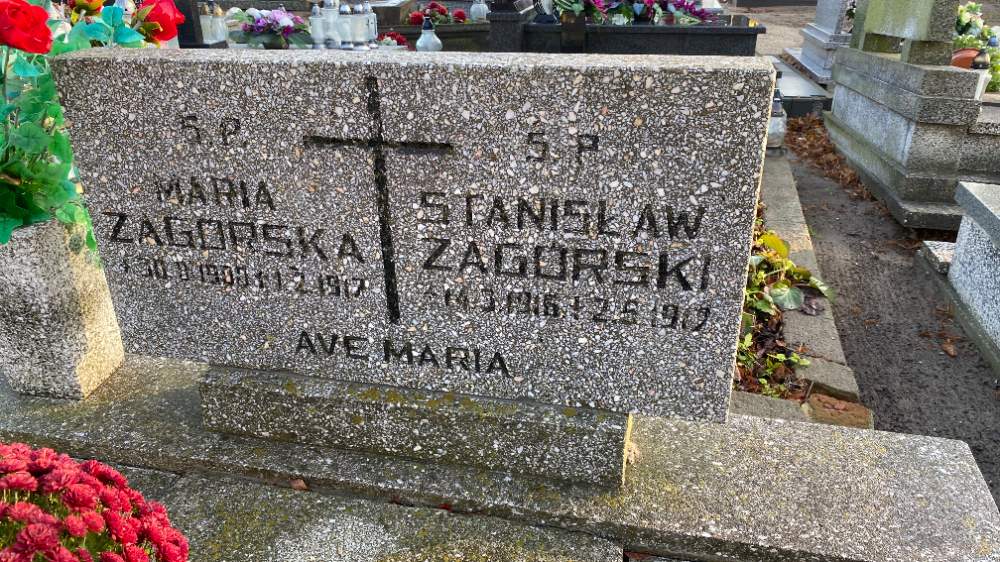 Ś. P.
MARIA
ZAGÓRSKA
Ś. P.
STANISŁAW
ZAGÓRSKI
AVE MARIA